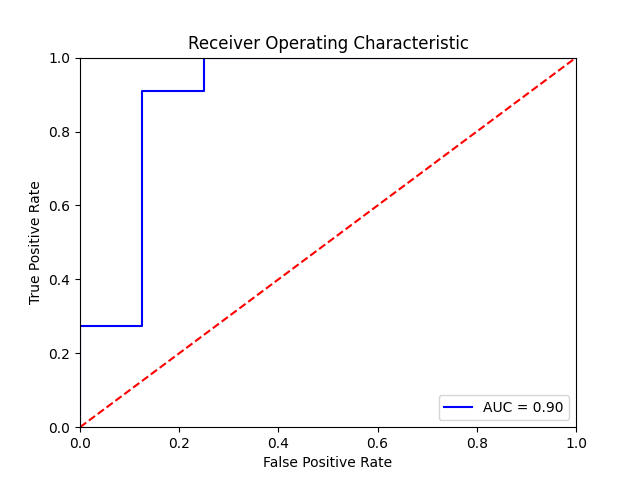 Receiver Operating Characteristic
1.0
0.8
0.6
0.4
0.2
0.0
True Positive Rate
AUC = 0.90
0.0 0.2 0.4 0.6 0.8 1.0
False Positive Rate